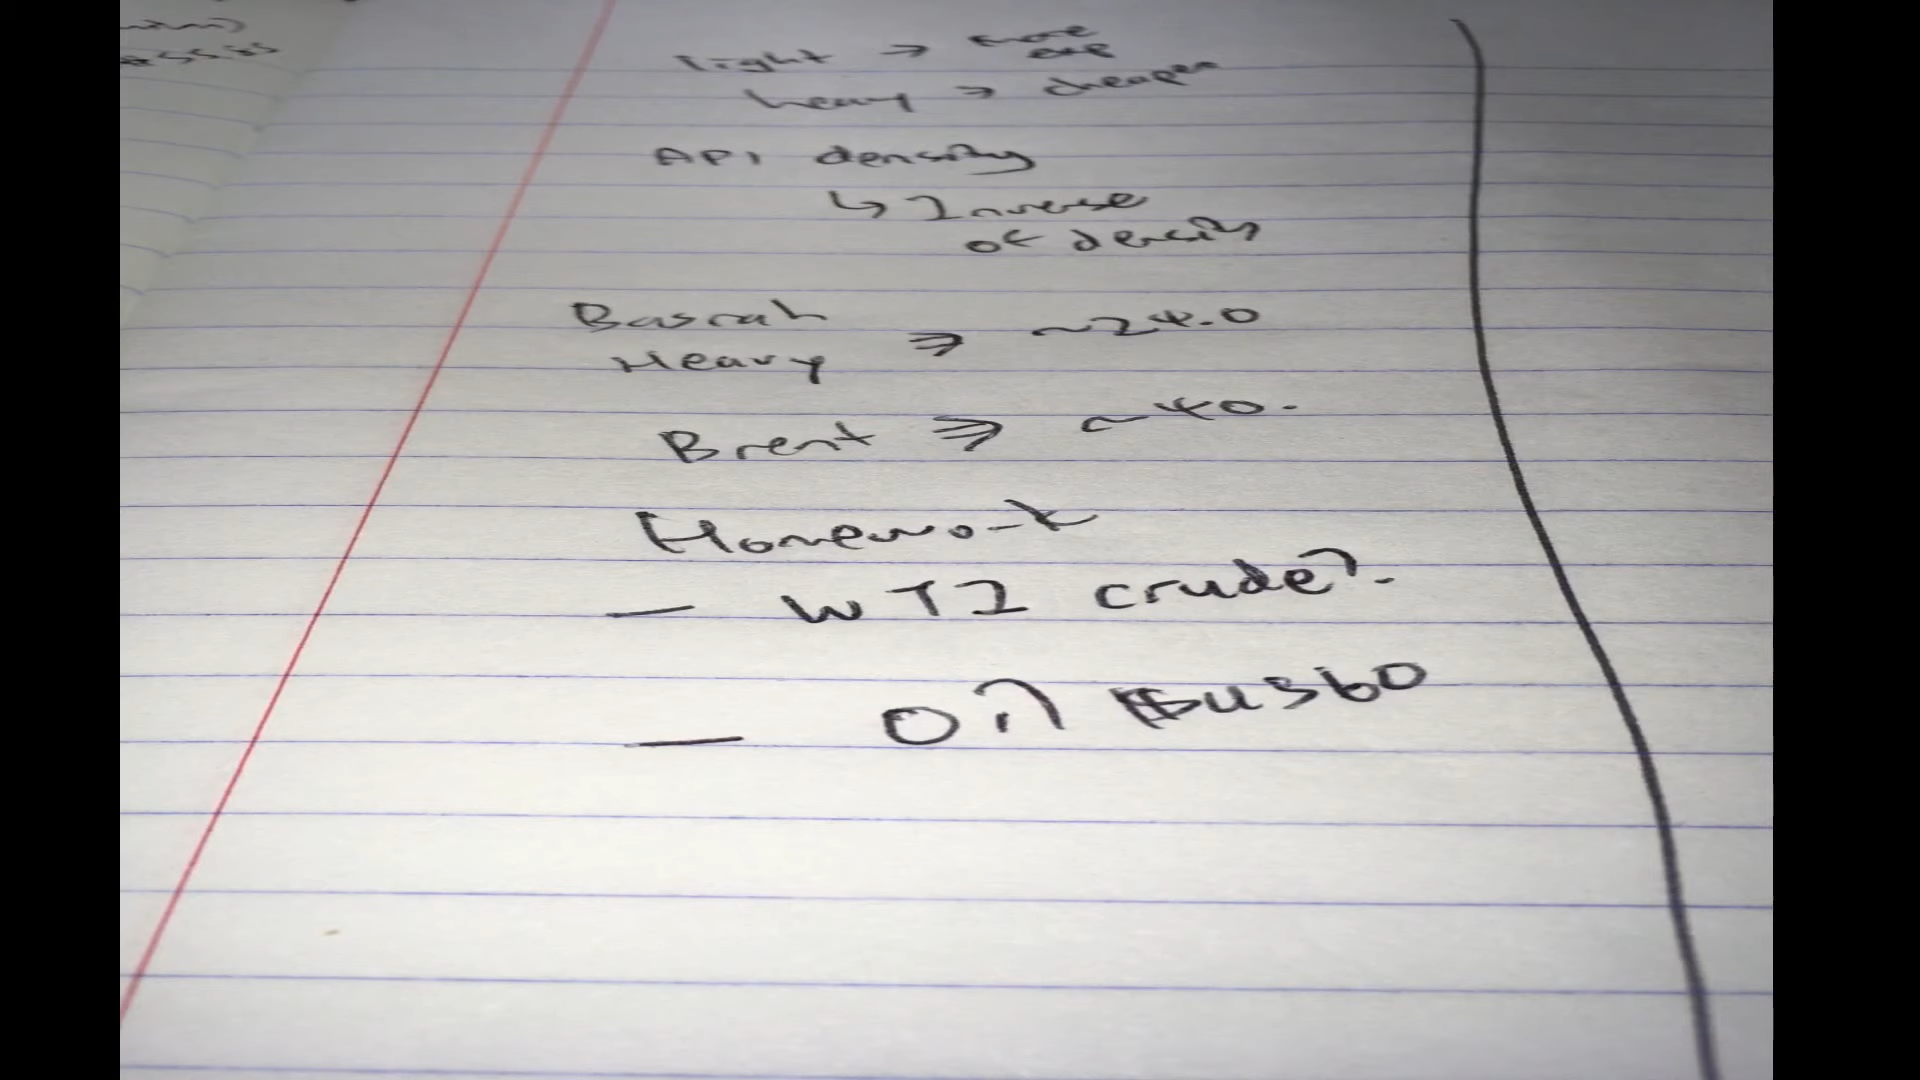 light → more
exp
heavy → cheaper
API density
↳ Inverse
of density
Basrah
Heavy ⇒ ~24.0
Brent ⇒ ~40.
Homework
- WTI crude?.
- Oil $US60